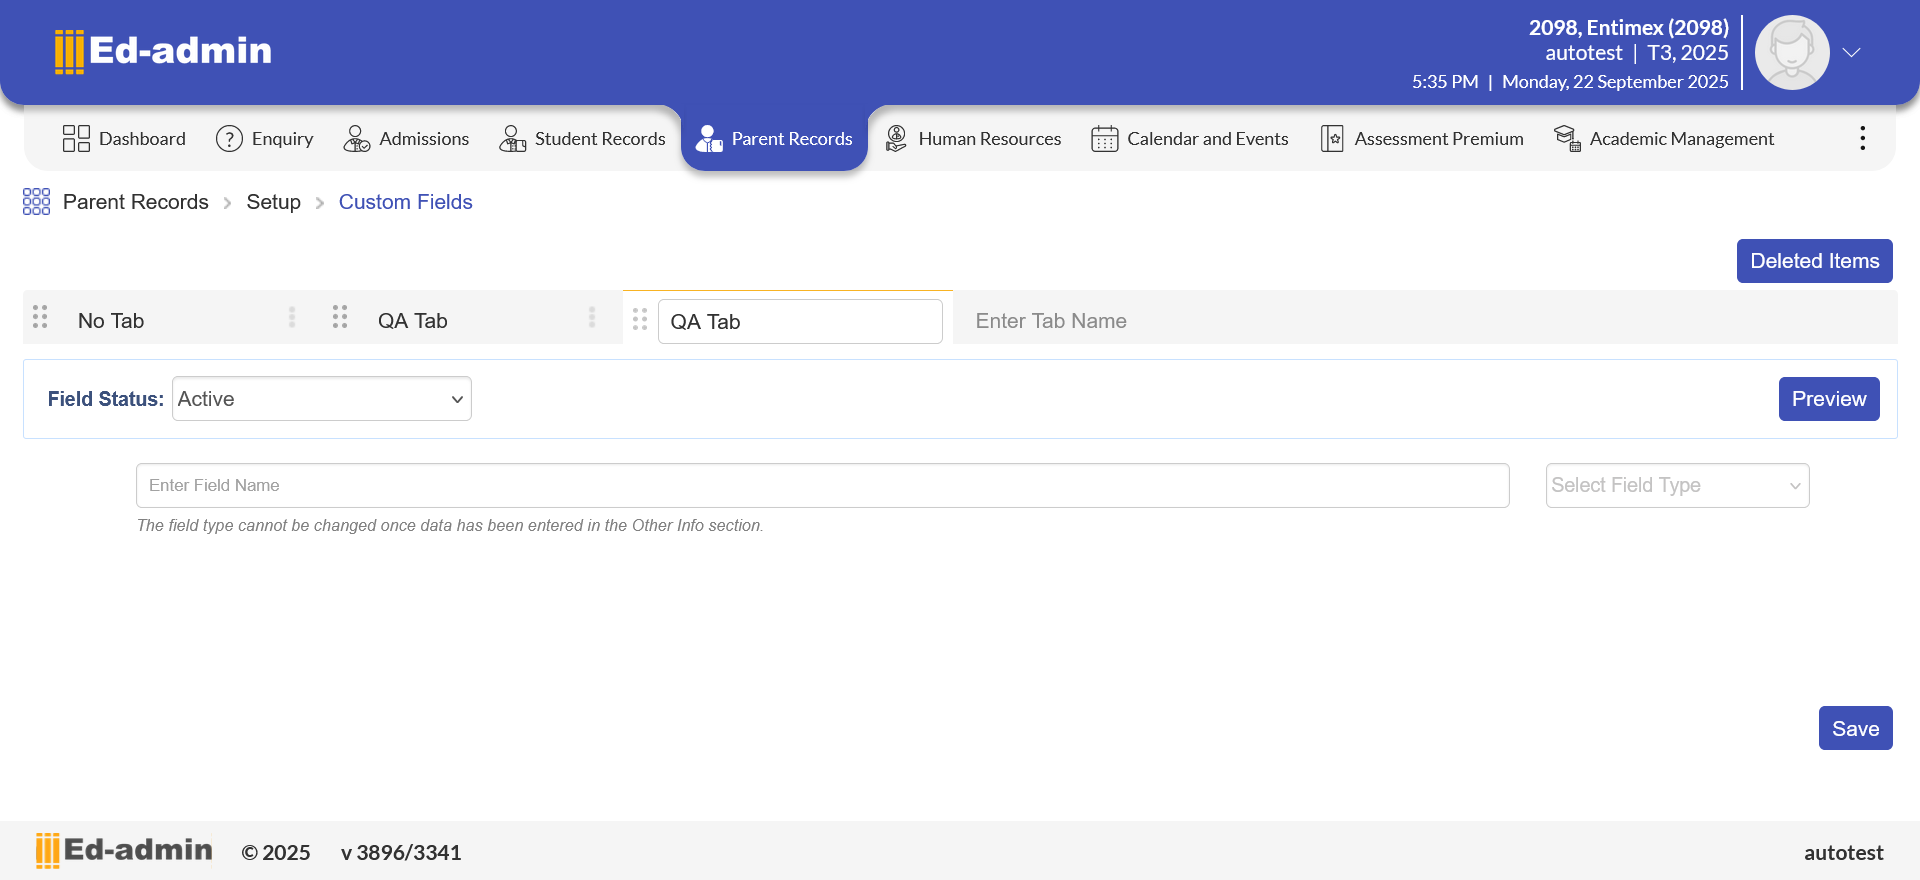 Ed-admin
2098, Entimex (2098)
autotest | T3, 2025
5:35 PM | Monday, 22 September 2025
Dashboard
Enquiry
Admissions
Student Records
Parent Records
Human Resources
Calendar and Events
Assessment Premium
Academic Management
Parent Records > Setup > Custom Fields
Deleted Items
No Tab
QA Tab
QA Tab
Enter Tab Name
Field Status: Active
Preview
Enter Field Name
Select Field Type
The field type cannot be changed once data has been entered in the Other Info section.
Save
Ed-admin © 2025 v 3896/3341
autotest